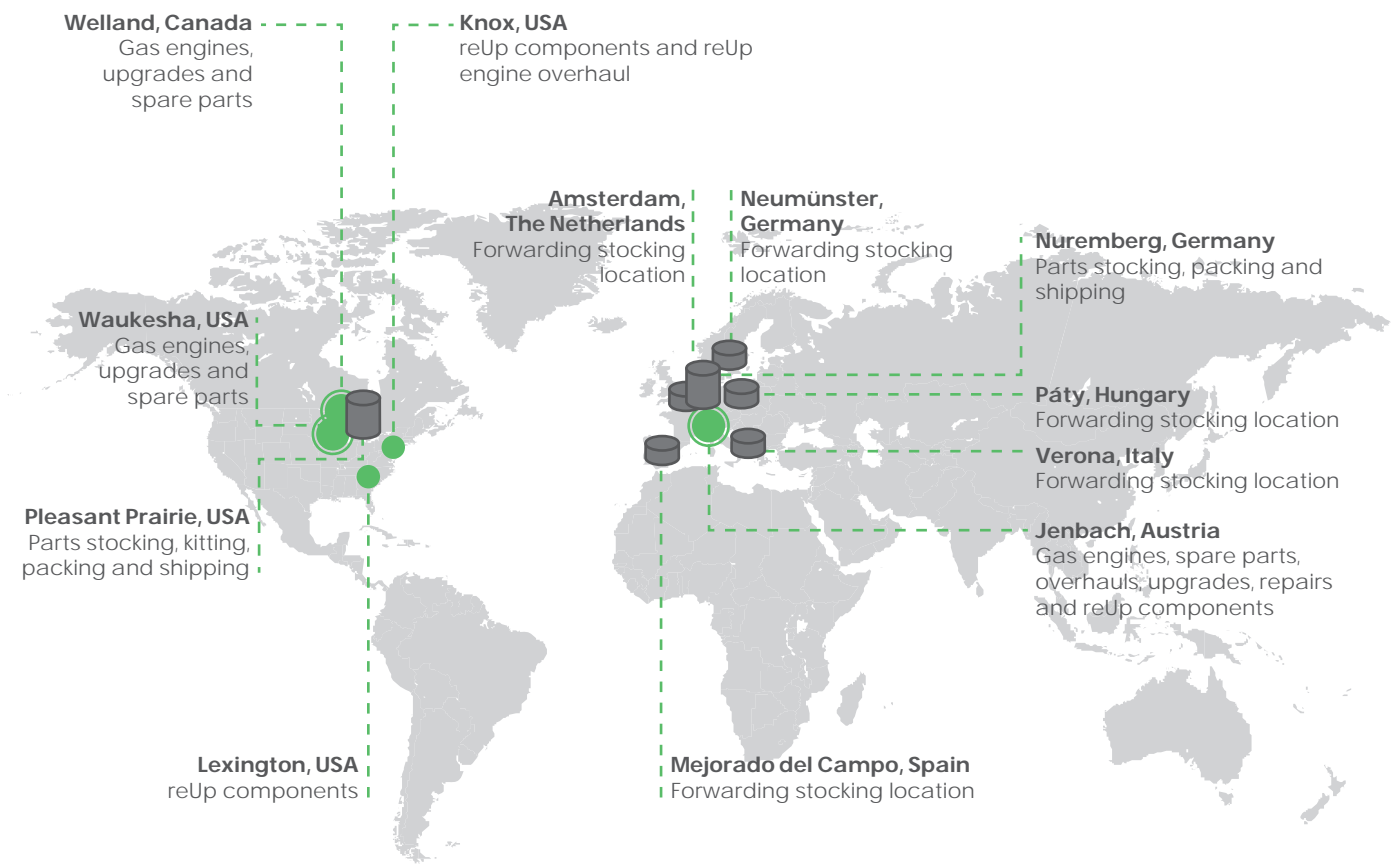 Welland, Canada
Gas engines,
upgrades and
spare parts
Knox, USA
reUp components and reUp
engine overhaul
Amsterdam,
The Netherlands
Forwarding stocking
location
Neumünster,
Germany
Forwarding stocking
location
Nuremberg, Germany
Parts stocking, packing and
shipping
Waukesha, USA
Gas engines,
upgrades and
spare parts
Páty, Hungary
Forwarding stocking location
Verona, Italy
Forwarding stocking location
Pleasant Prairie, USA
Parts stocking, kitting,
packing and shipping
Jenbach, Austria
Gas engines, spare parts,
overhauls, upgrades, repairs
and reUp components
Lexington, USA
reUp components
Mejorado del Campo, Spain
Forwarding stocking location